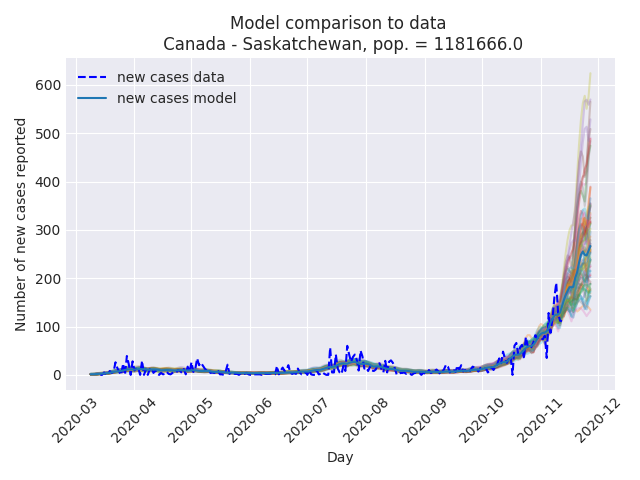 Model comparison to data
Canada - Saskatchewan, pop. = 1181666.0
new cases data
new cases model
Number of new cases reported
600
500
400
300
200
100
0
2020-03
2020-04
2020-05
2020-06
2020-07
2020-08
2020-09
2020-10
2020-11
2020-12
Day